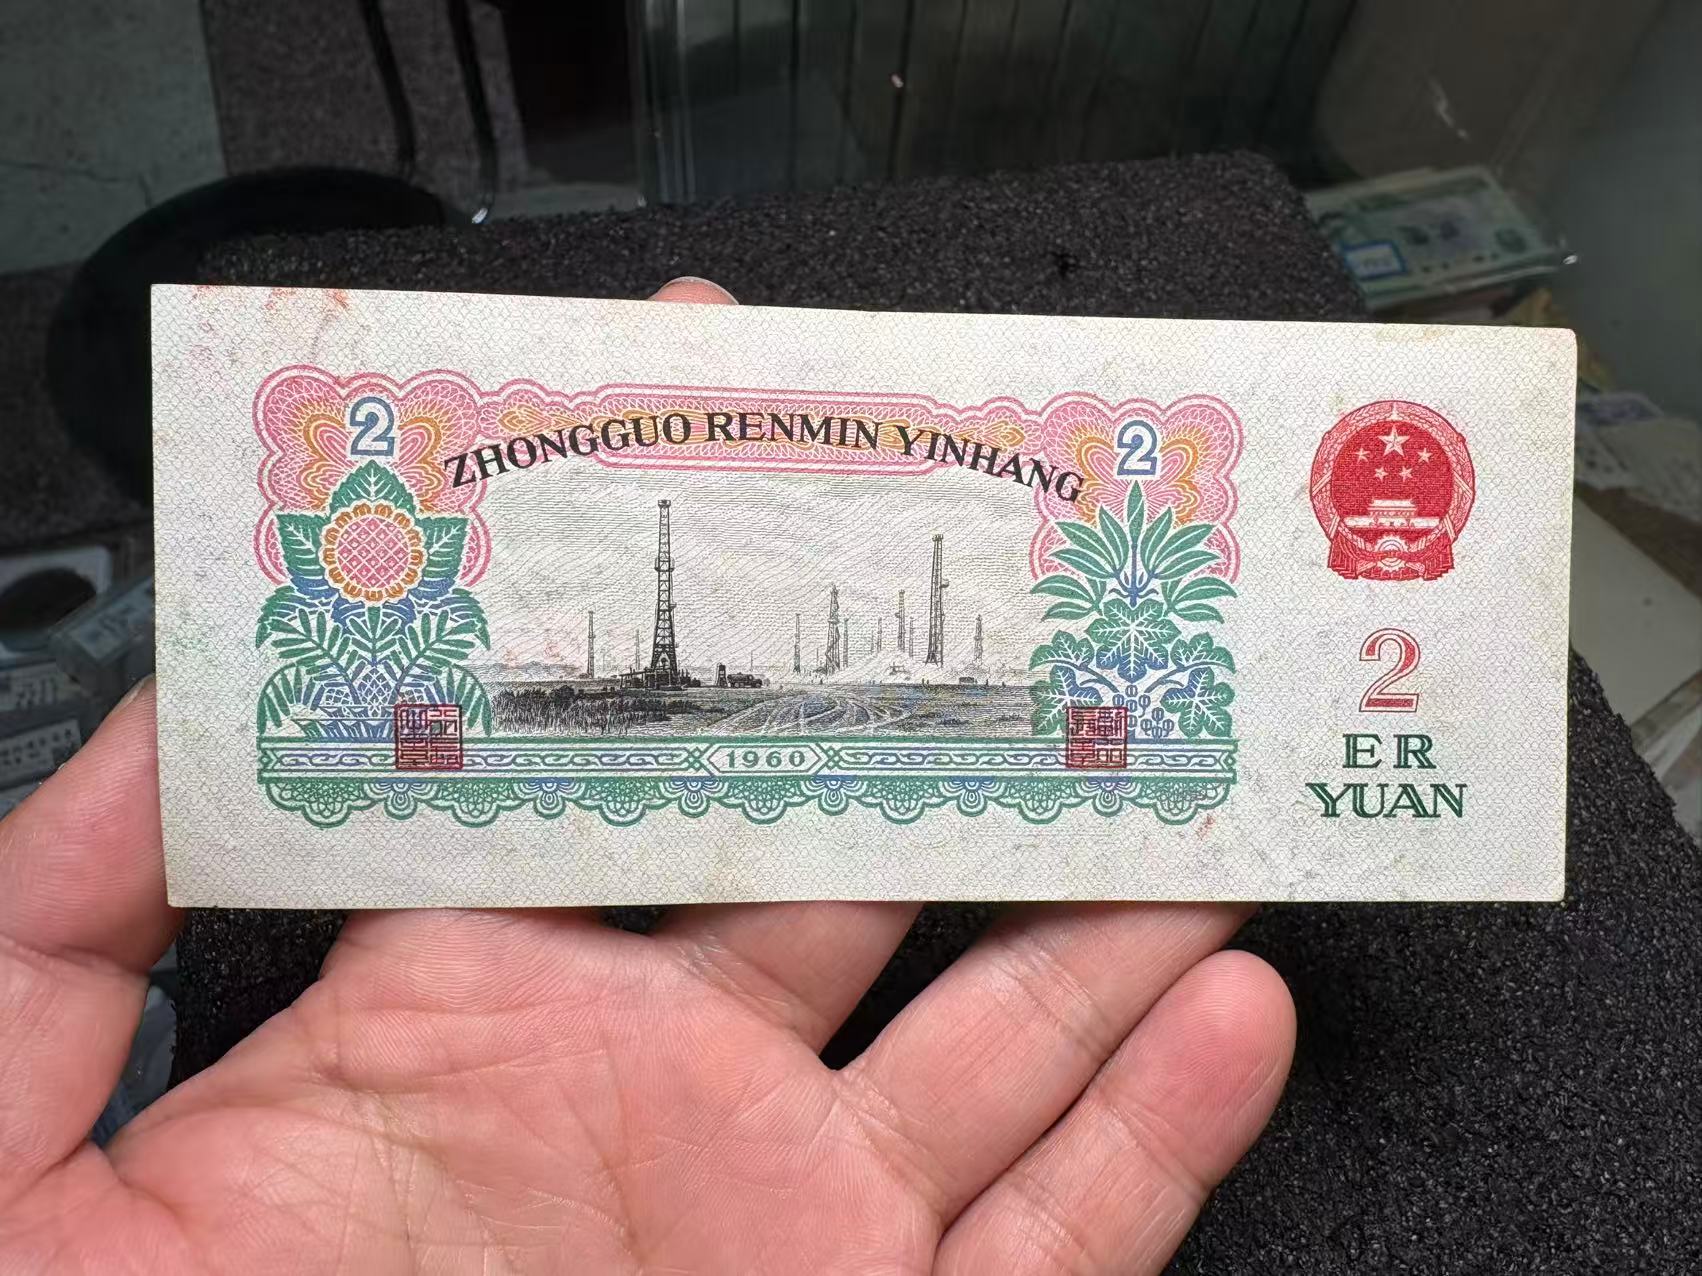 2
2
ZHONGGUO RENMIN YINHANG
2
ER
YUAN
1960